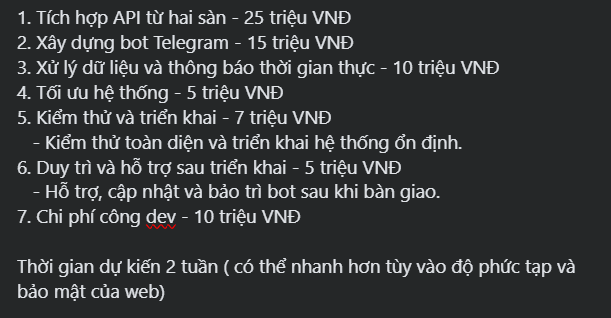 1. Tích hợp API từ hai sàn - 25 triệu VNĐ
2. Xây dựng bot Telegram - 15 triệu VNĐ
3. Xử lý dữ liệu và thông báo thời gian thực - 10 triệu VNĐ
4. Tối ưu hệ thống - 5 triệu VNĐ
5. Kiểm thử và triển khai - 7 triệu VNĐ
- Kiểm thử toàn diện và triển khai hệ thống ổn định.
6. Duy trì và hỗ trợ sau triển khai - 5 triệu VNĐ
- Hỗ trợ, cập nhật và bảo trì bot sau khi bàn giao.
7. Chi phí công dev - 10 triệu VNĐ
Thời gian dự kiến 2 tuần ( có thể nhanh hơn tùy vào độ phức tạp và
bảo mật của web)